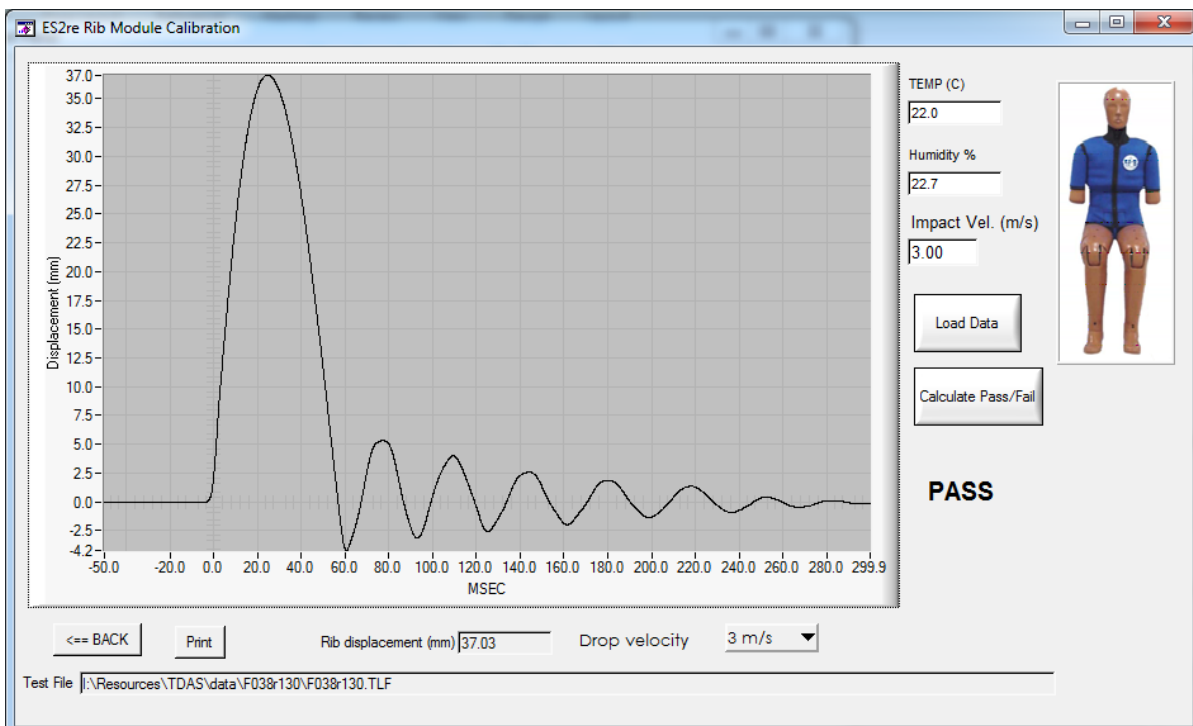 ES2re Rib Module Calibration
37.0
35.0
32.5
30.0
27.5
25.0
22.5
20.0
17.5
15.0
12.5
10.0
7.5
5.0
2.5
0.0
-2.5
-4.2
Displacement (mm)
-50.0 -20.0 0.0 20.0 40.0 60.0 80.0 100.0 120.0 140.0 160.0 180.0 200.0 220.0 240.0 260.0 280.0 299.9
MSEC
TEMP (C)
22.0
Humidity %
22.7
Impact Vel. (m/s)
3.00
Load Data
Calculate Pass/Fail
PASS
<== BACK
Print
Rib displacement (mm) 37.03
Drop velocity
3 m/s
Test File I:\Resources\TDAS\data\F038r130\F038r130.TLF